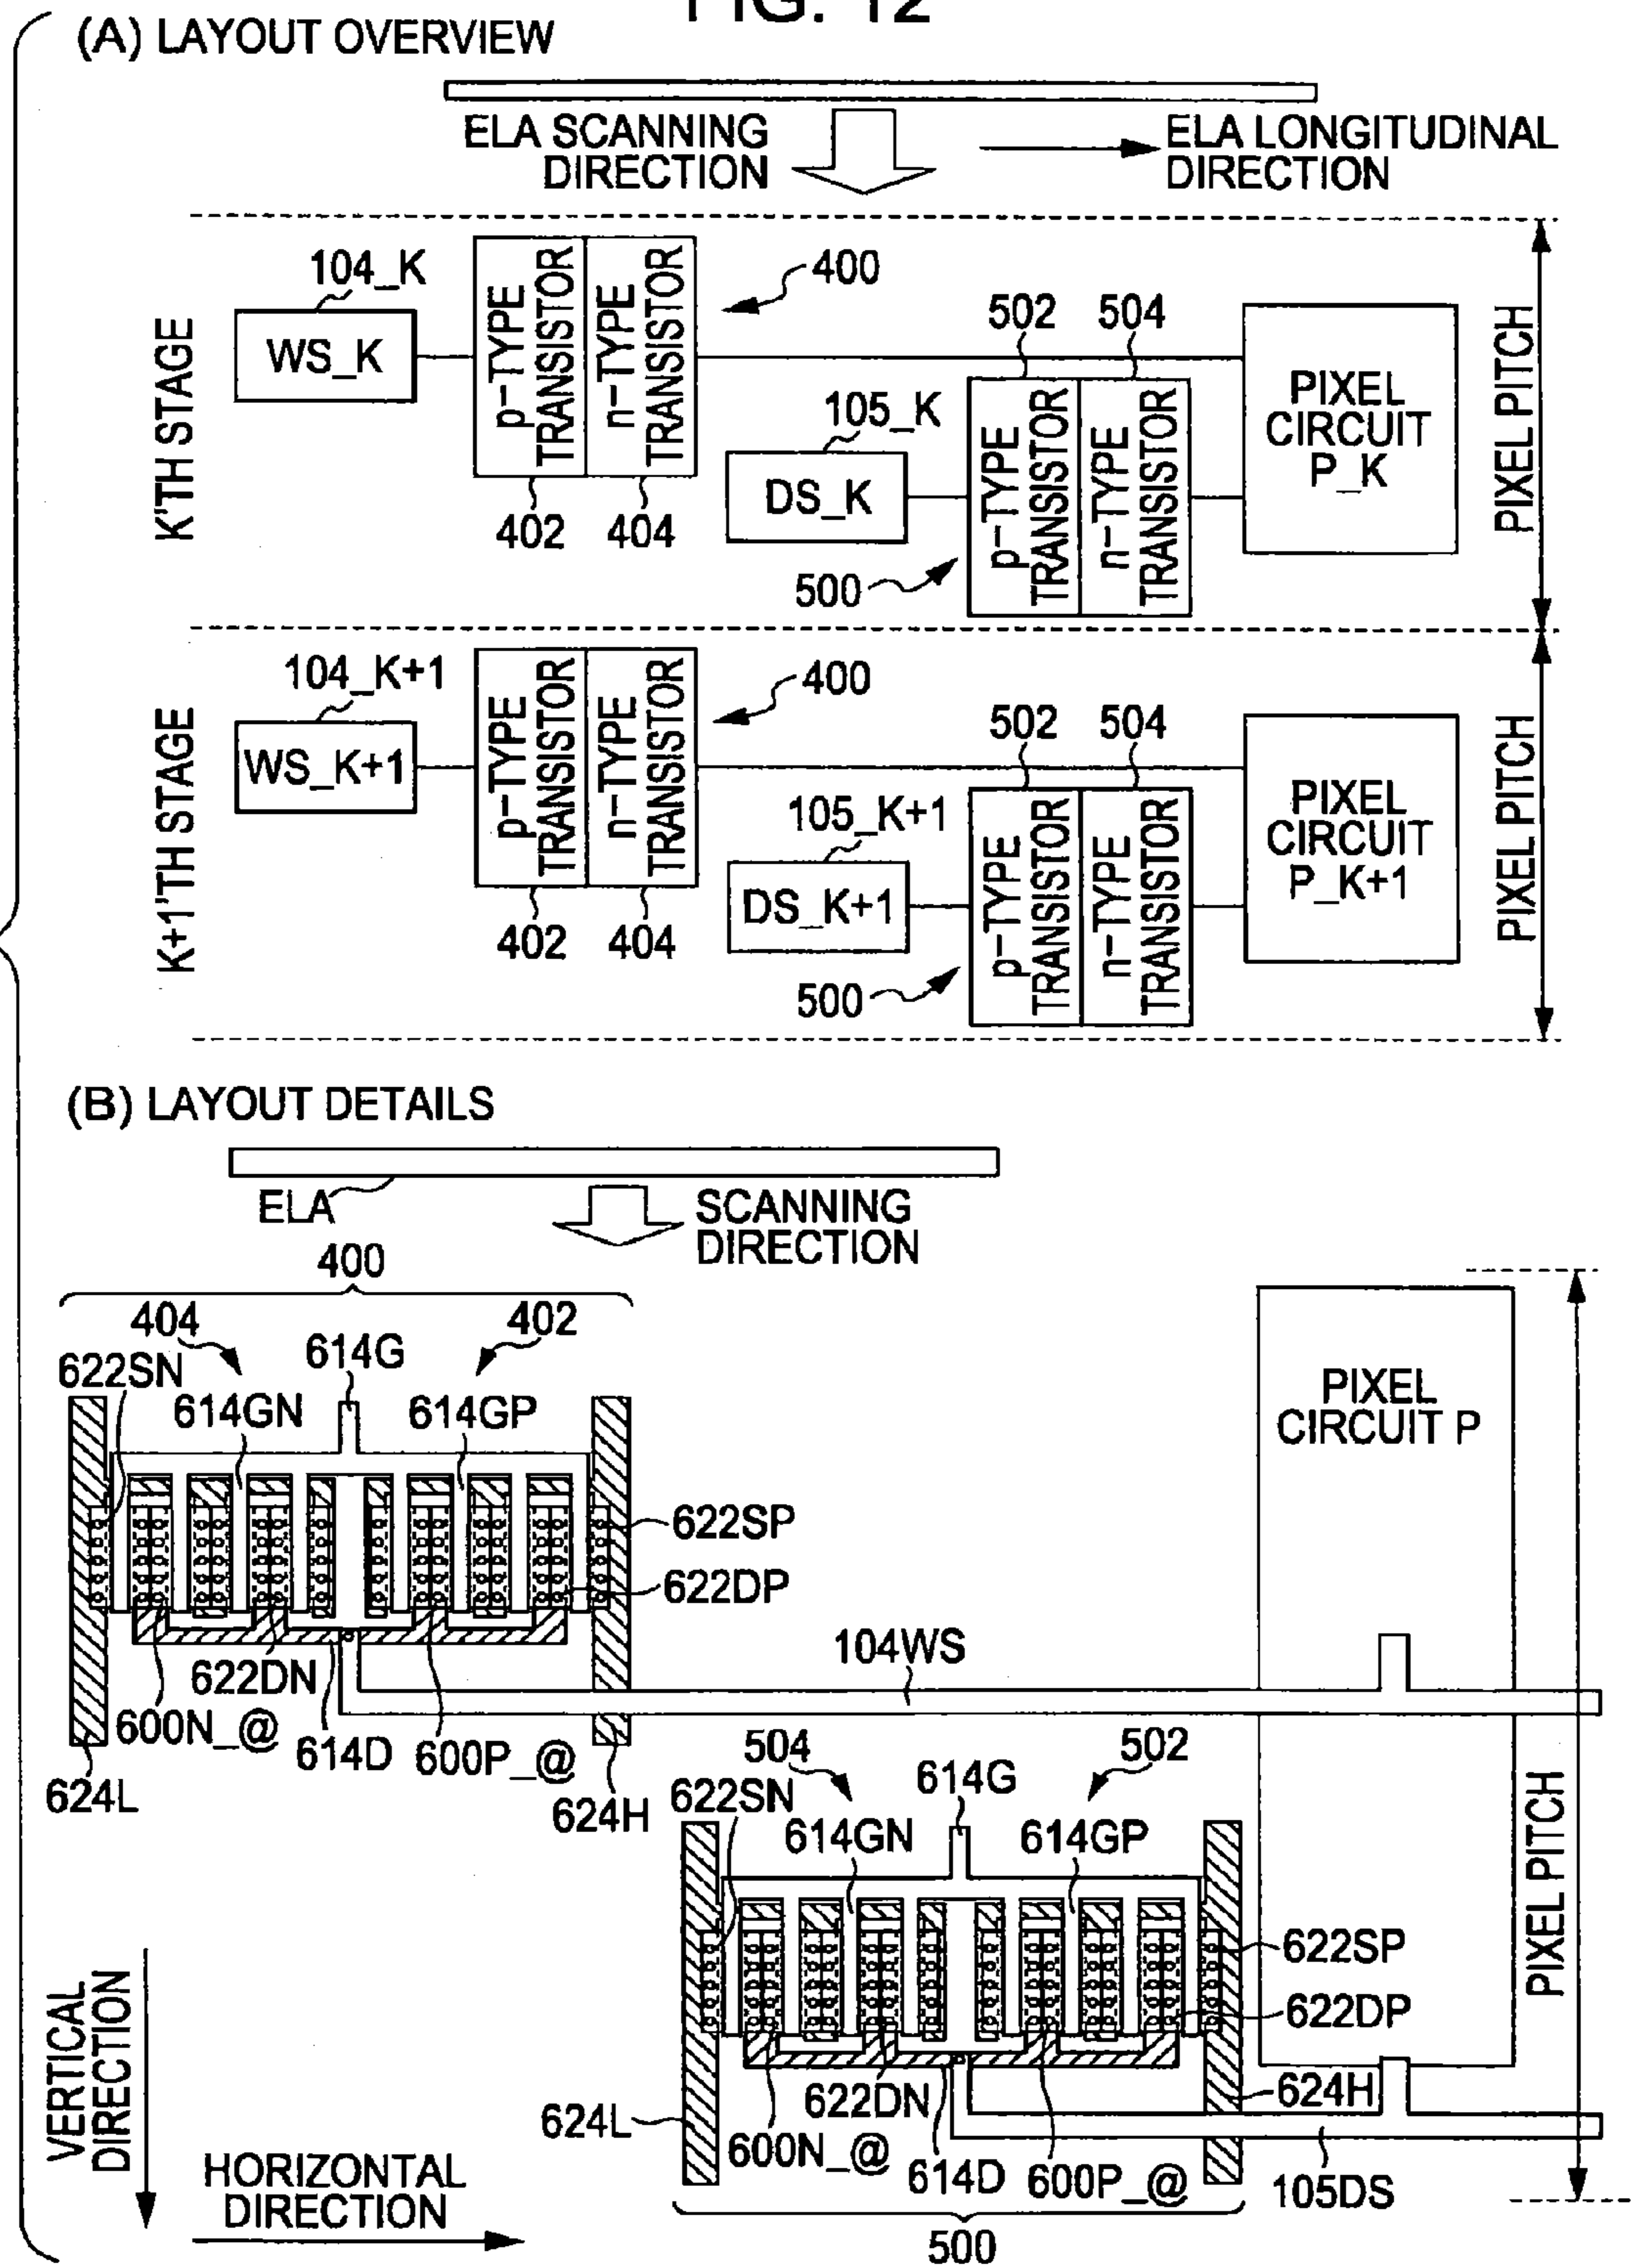 FIG. 12
(A) LAYOUT OVERVIEW
ELA SCANNING
DIRECTION
ELA LONGITUDINAL
DIRECTION
K'TH STAGE
104_K
WS_K
p-TYPE
TRANSISTOR
n-TYPE
TRANSISTOR
400
402
404
105_K
DS_K
502
504
p-TYPE
TRANSISTOR
n-TYPE
TRANSISTOR
500
PIXEL
CIRCUIT
P_K
PIXEL PITCH
K+1'TH STAGE
104_K+1
WS_K+1
p-TYPE
TRANSISTOR
n-TYPE
TRANSISTOR
400
402
404
105_K+1
DS_K+1
502
504
p-TYPE
TRANSISTOR
n-TYPE
TRANSISTOR
500
PIXEL
CIRCUIT
P_K+1
PIXEL PITCH
(B) LAYOUT DETAILS
ELA
SCANNING
DIRECTION
400
404
402
614G
622SN
614GN
614GP
622SP
622DP
622DN
600N_@
614D
600P_@
624L
624H
104WS
PIXEL
CIRCUIT P
PIXEL PITCH
504
502
614G
622SN
614GN
614GP
622SP
622DP
624H
622DN
624L
600N_@
614D
600P_@
105DS
500
VERTICAL
DIRECTION
HORIZONTAL
DIRECTION